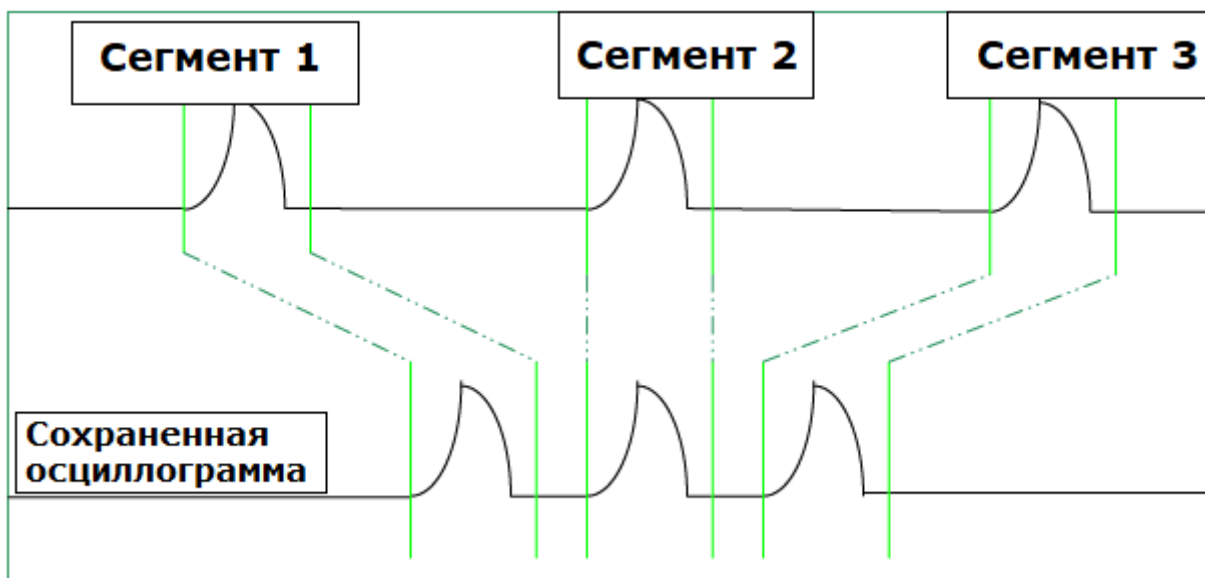 Сегмент 1
Сегмент 2
Сегмент 3
Сохраненная
осциллограмма